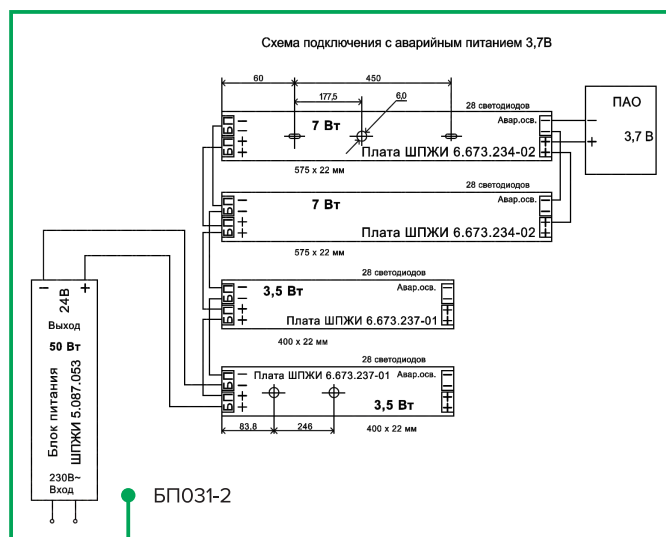 Схема подключения с аварийным питанием 3,7В
60
450
177,5
6,0
28 светодиодов
БП
БП
−
−
+
+
7 Вт
Авар.осв.
−
−
+
+
Плата ШПЖИ 6.673.234-02
575 x 22 мм
−
+
ПАО
3,7 В
28 светодиодов
БП
БП
−
−
+
+
7 Вт
Авар.осв.
−
−
+
+
Плата ШПЖИ 6.673.234-02
575 x 22 мм
28 светодиодов
БП
БП
−
−
+
+
3,5 Вт
Авар.осв.
−
−
+
+
Плата ШПЖИ 6.673.237-01
400 x 22 мм
28 светодиодов
БП
БП
−
−
+
+
Плата ШПЖИ 6.673.237-01
Авар.осв.
−
−
+
+
3,5 Вт
83.8
246
400 x 22 мм
− 24В +
Выход
50 Вт
Блок питания
ШПЖИ 5.087.053
230В~
Вход
БП031-2